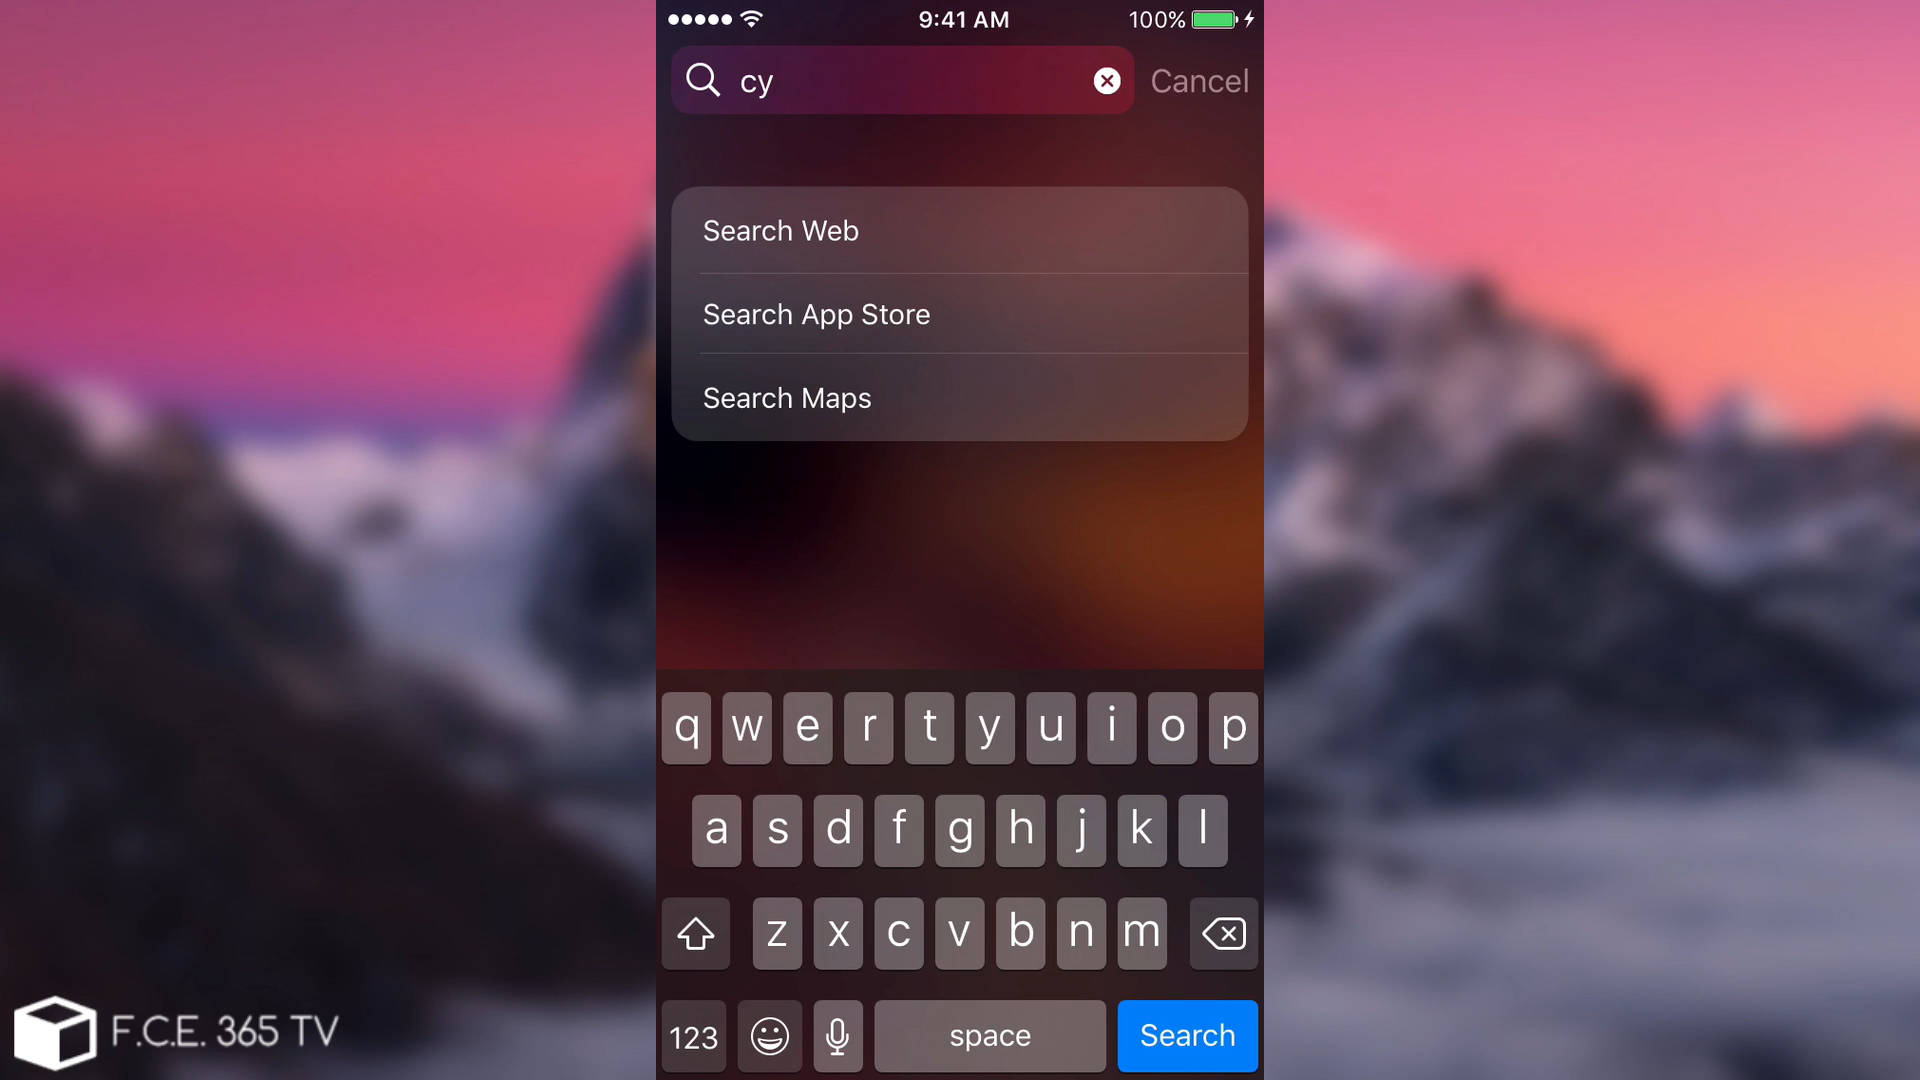 9:41 AM 100%
cy Cancel
Search Web
Search App Store
Search Maps
q w e r t y u i o p
a s d f g h j k l
z x c v b n m
123 space Search
F.C.E. 365 TV